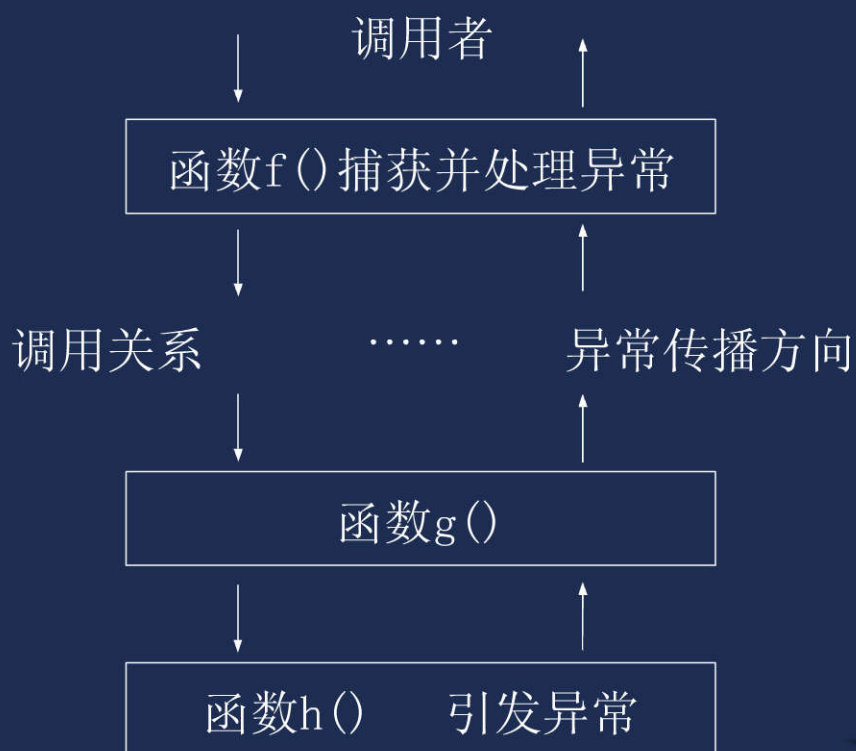 调用者
函数f()捕获并处理异常
调用关系 …… 异常传播方向
函数g()
函数h() 引发异常